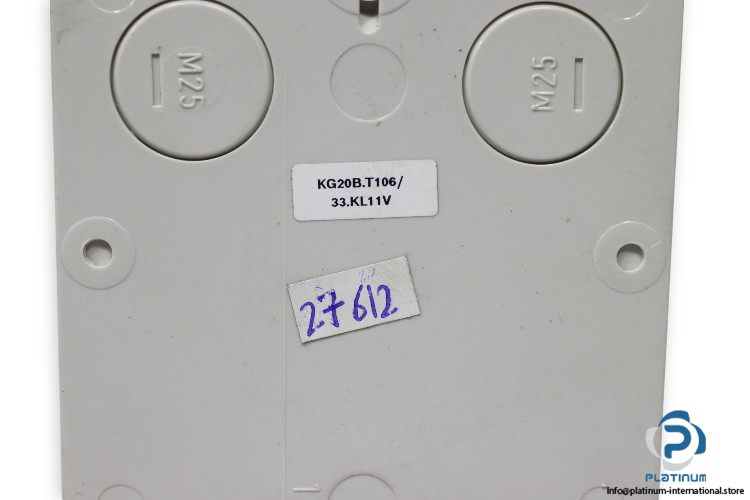 M25
M25
KG20B.T106/
33.KL11V
27612
PLATINUM
Info@platinum-international.store